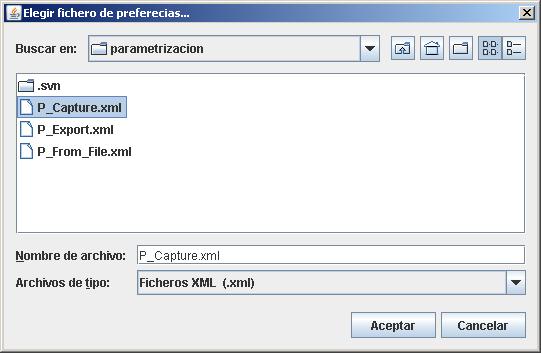 Elegir fichero de preferecias...
Buscar en: parametrizacion
.svn
P_Capture.xml
P_Export.xml
P_From_File.xml
Nombre de archivo: P_Capture.xml
Archivos de tipo: Ficheros XML (.xml)
Aceptar Cancelar